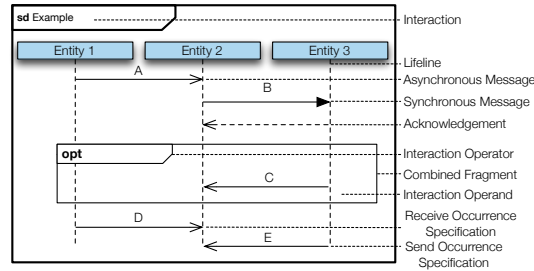 sd Example
Interaction
Entity 1 Entity 2 Entity 3
Lifeline
A
Asynchronous Message
B
Synchronous Message
Acknowledgement
opt
Interaction Operator
Combined Fragment
C
Interaction Operand
D
Receive Occurrence
Specification
E
Send Occurrence
Specification